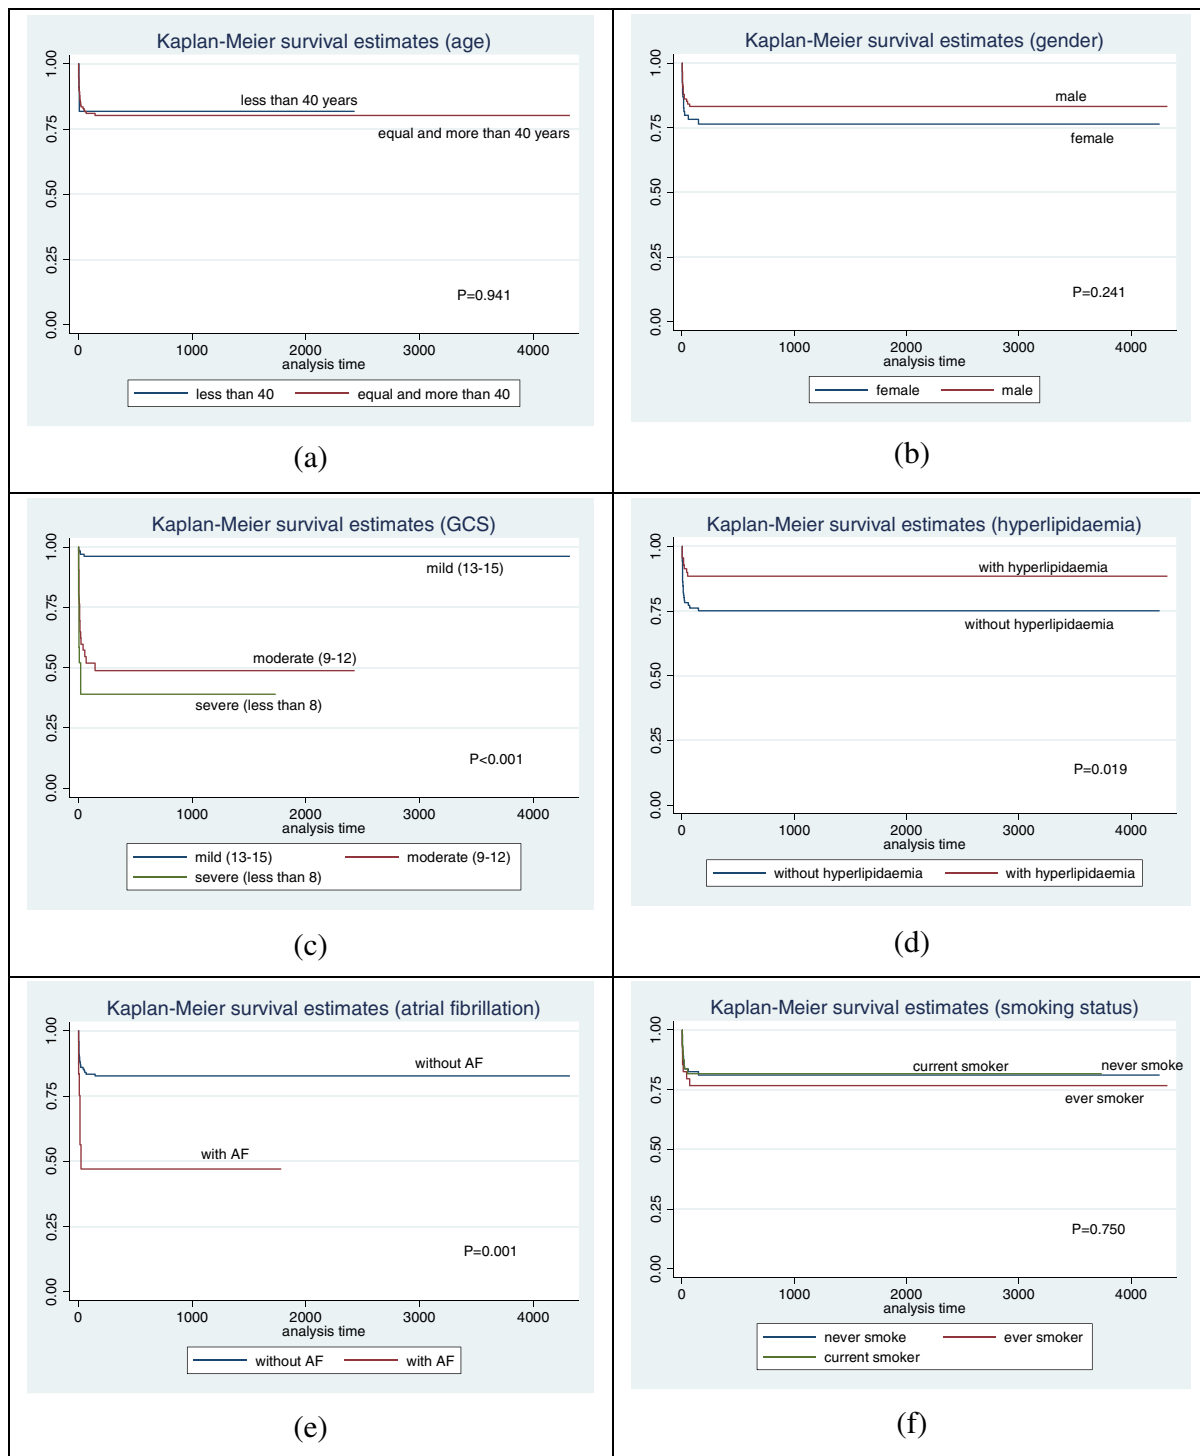 Kaplan-Meier survival estimates (age)
1.00
0.75
0.50
0.25
0.00
less than 40 years
equal and more than 40 years
P=0.941
0 1000 2000 3000 4000
analysis time
less than 40 equal and more than 40
(a)
Kaplan-Meier survival estimates (gender)
1.00
0.75
0.50
0.25
0.00
male
female
P=0.241
0 1000 2000 3000 4000
analysis time
female male
(b)
Kaplan-Meier survival estimates (GCS)
1.00
0.75
0.50
0.25
0.00
mild (13-15)
moderate (9-12)
severe (less than 8)
P<0.001
0 1000 2000 3000 4000
analysis time
mild (13-15) moderate (9-12)
severe (less than 8)
(c)
Kaplan-Meier survival estimates (hyperlipidaemia)
1.00
0.75
0.50
0.25
0.00
with hyperlipidaemia
without hyperlipidaemia
P=0.019
0 1000 2000 3000 4000
analysis time
without hyperlipidaemia with hyperlipidaemia
(d)
Kaplan-Meier survival estimates (atrial fibrillation)
1.00
0.75
0.50
0.25
0.00
without AF
with AF
P=0.001
0 1000 2000 3000 4000
analysis time
without AF with AF
(e)
Kaplan-Meier survival estimates (smoking status)
1.00
0.75
0.50
0.25
0.00
current smoker never smoke
ever smoker
P=0.750
0 1000 2000 3000 4000
analysis time
never smoke ever smoker
current smoker
(f)